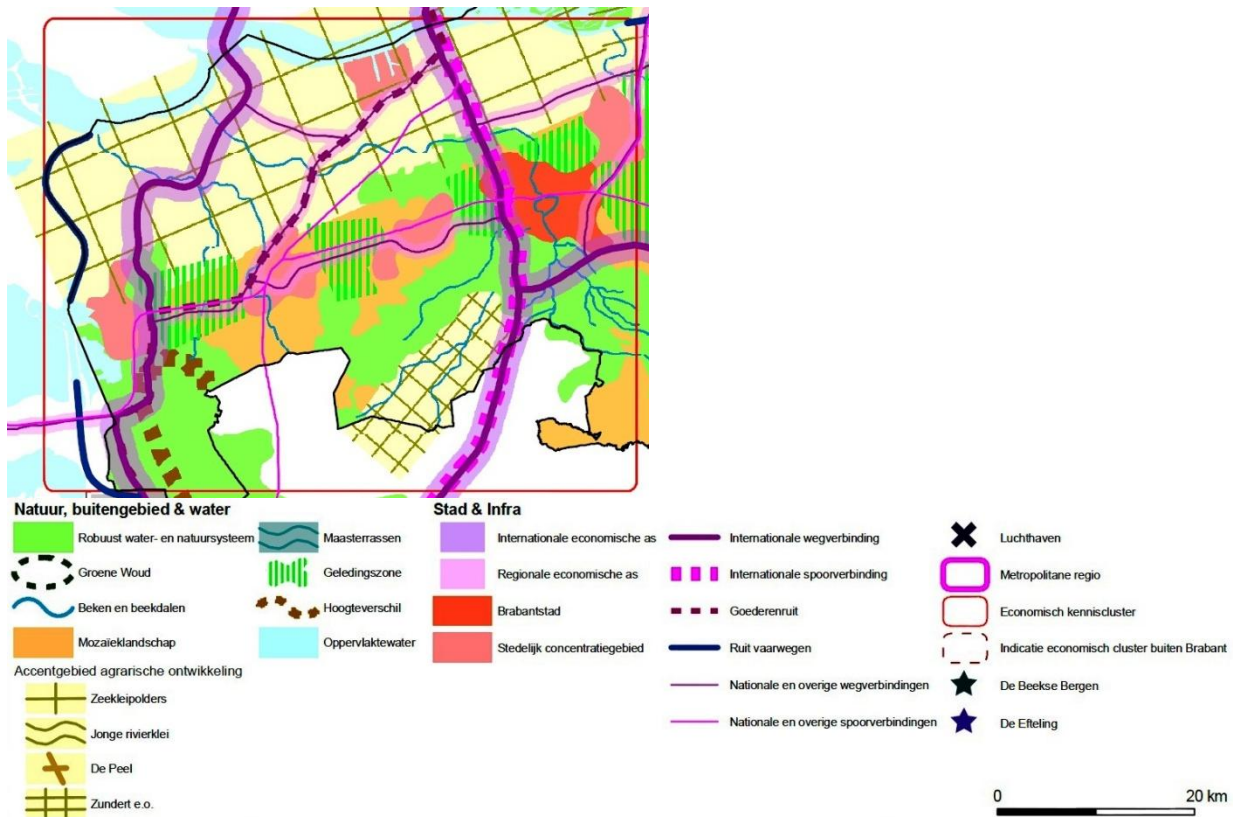 Natuur, buitengebied & water
Robuust water- en natuursysteem
Groene Woud
Beken en beekdalen
Mozaïeklandschap
Maasterrassen
Geledingszone
Hoogteverschil
Oppervlaktewater
Accentgebied agrarische ontwikkeling
Zeekleipolders
Jonge rivierklei
De Peel
Zundert e.o.
Stad & Infra
Internationale economische as
Regionale economische as
Brabantstad
Stedelijk concentratiegebied
Internationale wegverbinding
Internationale spoorverbinding
Goederenruit
Ruit vaarwegen
Nationale en overige wegverbindingen
Nationale en overige spoorverbindingen
Luchthaven
Metropolitane regio
Economisch kenniscluster
Indicatie economisch cluster buiten Brabant
De Beekse Bergen
De Efteling
0 20 km